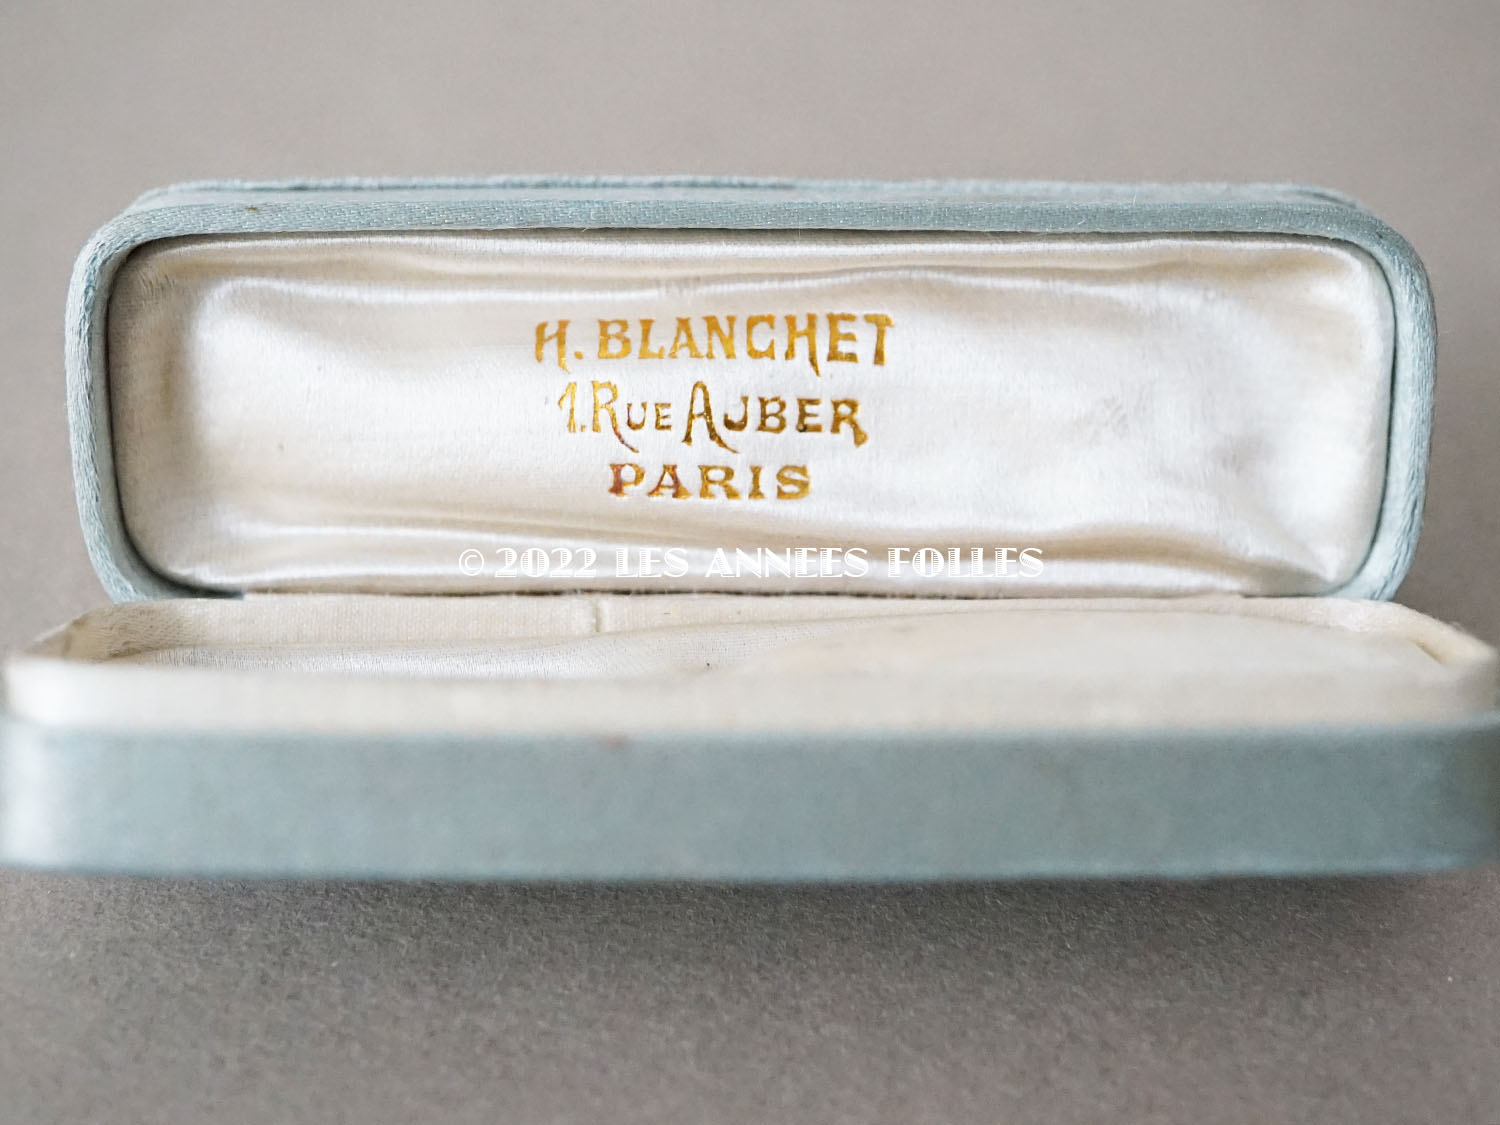 H. BLANCHET
1. RUE AUBER
PARIS
© 2022 LES ANNEES FOLLES